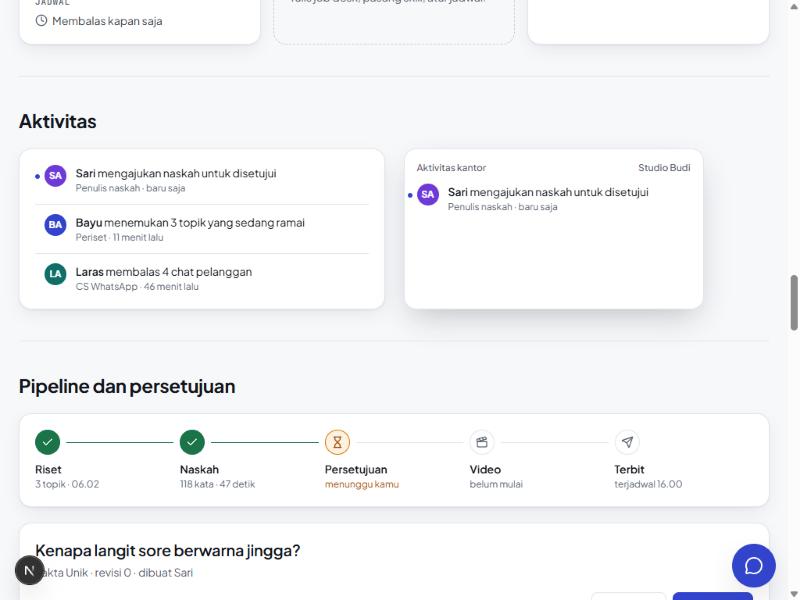 JADWAL
Membalas kapan saja
Aktivitas
SA
Sari mengajukan naskah untuk disetujui
Penulis naskah · baru saja
BA
Bayu menemukan 3 topik yang sedang ramai
Periset · 11 menit lalu
LA
Laras membalas 4 chat pelanggan
CS WhatsApp · 46 menit lalu
Aktivitas kantor
Studio Budi
SA
Sari mengajukan naskah untuk disetujui
Penulis naskah · baru saja
Pipeline dan persetujuan
Riset
3 topik · 06.02
Naskah
118 kata · 47 detik
Persetujuan
menunggu kamu
Video
belum mulai
Terbit
terjadwal 16.00
Kenapa langit sore berwarna jingga?
Unik · revisi 0 · dibuat Sari
N